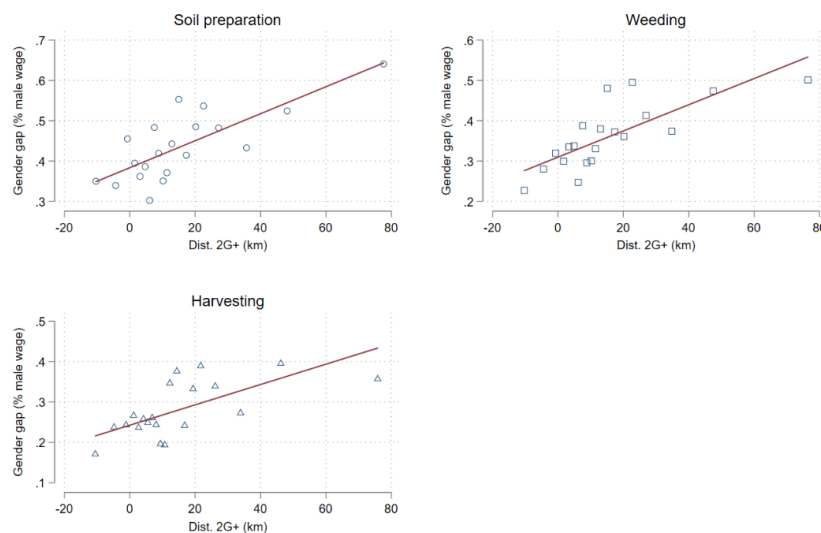 Soil preparation
Gender gap (% male wage)
.7
.6
.5
.4
.3
-20 0 20 40 60 80
Dist. 2G+ (km)
Weeding
Gender gap (% male wage)
.6
.5
.4
.3
.2
-20 0 20 40 60 80
Dist. 2G+ (km)
Harvesting
Gender gap (% male wage)
.5
.4
.3
.2
.1
-20 0 20 40 60 80
Dist. 2G+ (km)